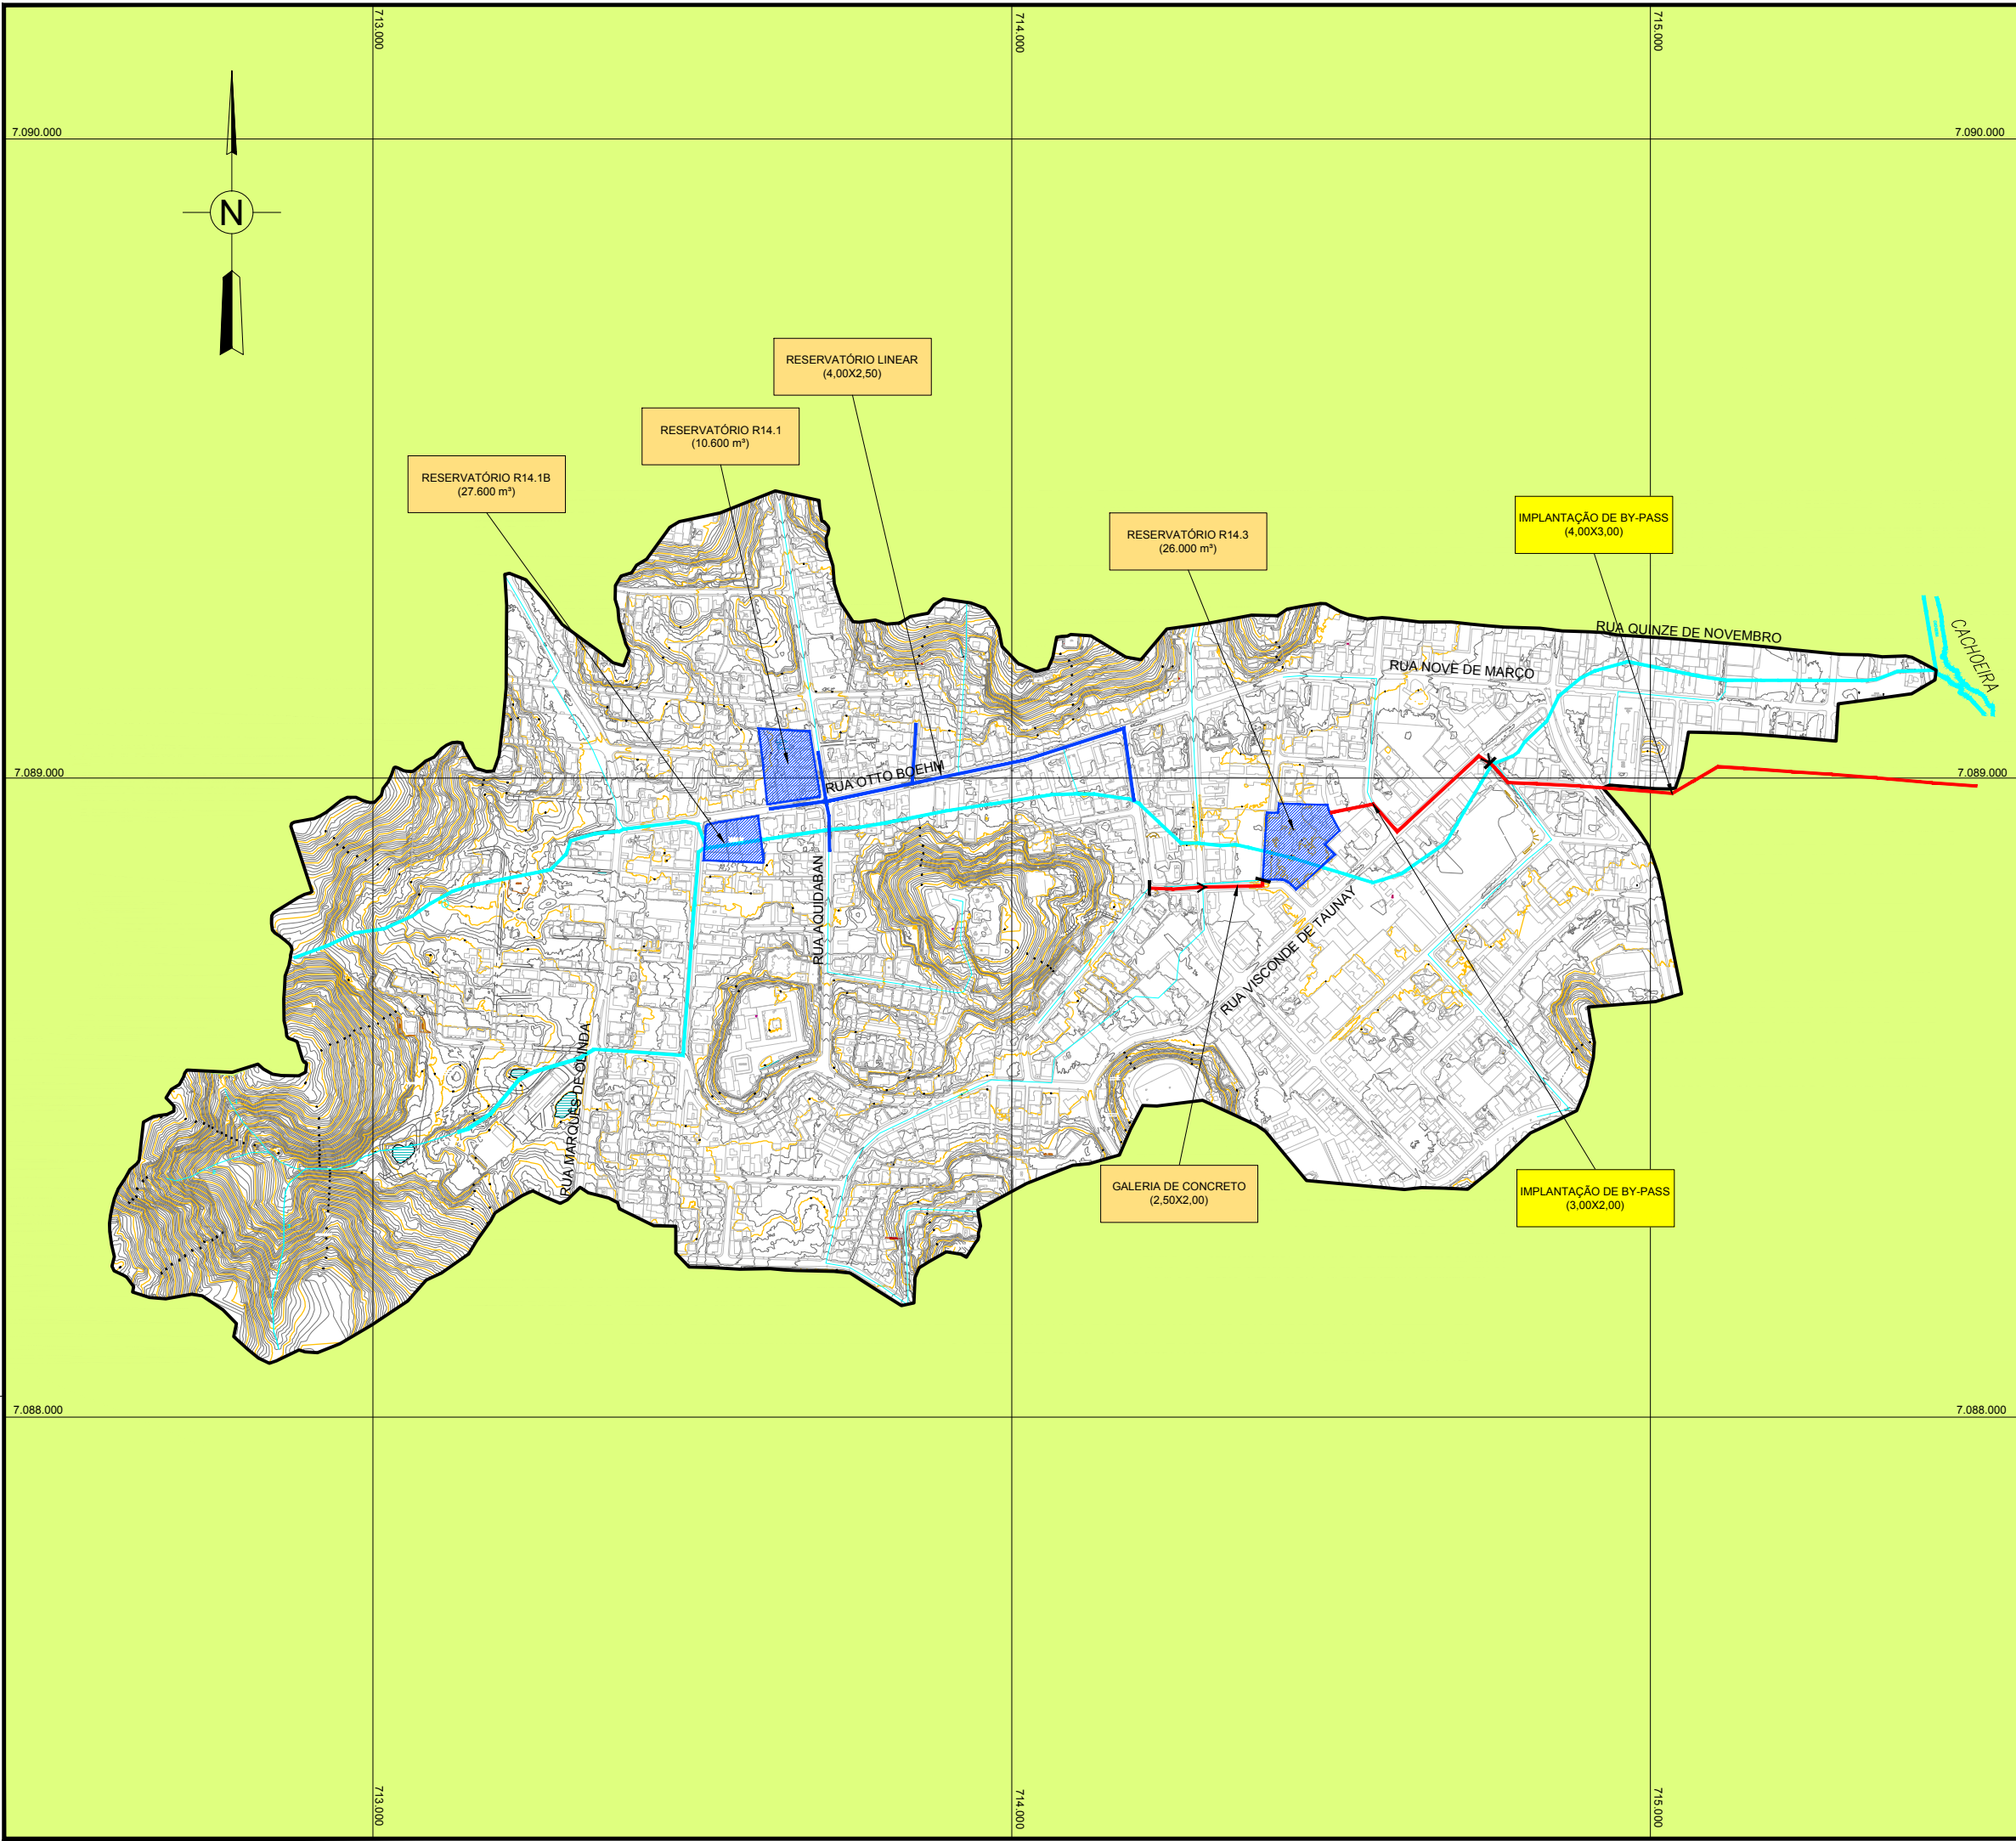 713.000
714.000
715.000
7.090.000
7.090.000
N
RESERVATÓRIO LINEAR
(4,00X2,50)
RESERVATÓRIO R14.1
(10.600 m³)
RESERVATÓRIO R14.1B
(27.600 m³)
RESERVATÓRIO R14.3
(26.000 m³)
IMPLANTAÇÃO DE BY-PASS
(4,00X3,00)
RUA QUINZE DE NOVEMBRO
CACHOEIRA
RUA NOVE DE MARÇO
7.089.000
7.089.000
RUA OTTO BOEHM
RUA AQUIDABAN
RUA VISCONDE DE TAUNAY
RUA MARQUÊS DE OLINDA
GALERIA DE CONCRETO
(2,50X2,00)
IMPLANTAÇÃO DE BY-PASS
(3,00X2,00)
7.088.000
7.088.000
713.000
714.000
715.000